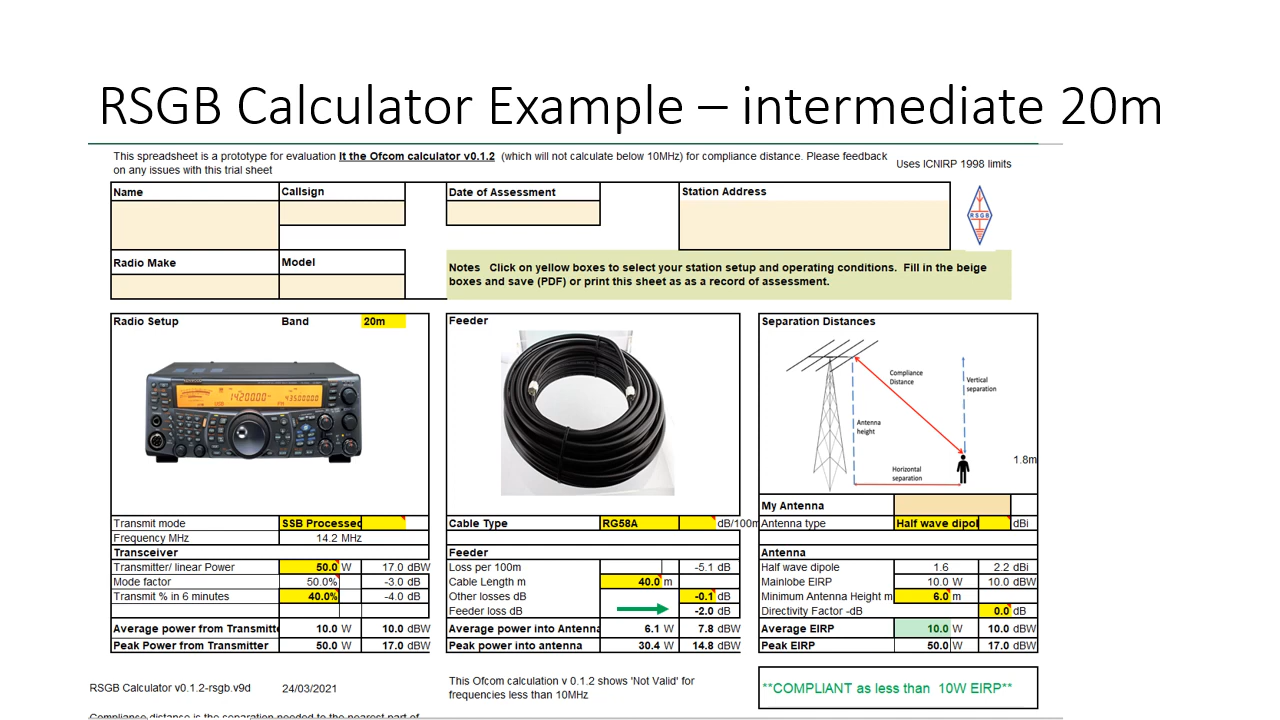 RSGB Calculator Example – intermediate 20m
This spreadsheet is a prototype for evaluation It the Ofcom calculator v0.1.2 (which will not calculate below 10MHz) for compliance distance. Please feedback
on any issues with this trial sheet
Uses ICNIRP 1998 limits
Name
Callsign
Date of Assessment
Station Address
RSGB
Radio Make
Model
Notes Click on yellow boxes to select your station setup and operating conditions. Fill in the beige
boxes and save (PDF) or print this sheet as as a record of assessment.
Radio Setup Band 20m
Feeder
Separation Distances
Compliance
Distance
Vertical
separation
Antenna
height
Horizontal
separation
1.8m
My Antenna
Transmit mode SSB Processed
Cable Type RG58A dB/100m
Antenna type Half wave dipol dBi
Frequency MHz 14.2 MHz
Transceiver
Feeder
Antenna
Transmitter/ linear Power 50.0 W 17.0 dBW
Loss per 100m -5.1 dB
Half wave dipole 1.6 2.2 dBi
Mode factor 50.0% -3.0 dB
Cable Length m 40.0 m
Mainlobe EIRP 10.0 W 10.0 dBW
Transmit % in 6 minutes 40.0% -4.0 dB
Other losses dB -0.1 dB
Minimum Antenna Height m 6.0 m
Feeder loss dB -2.0 dB
Directivity Factor -dB 0.0 dB
Average power from Transmitte 10.0 W 10.0 dBW
Average power into Antenna 6.1 W 7.8 dBW
Average EIRP 10.0 W 10.0 dBW
Peak Power from Transmitter 50.0 W 17.0 dBW
Peak power into antenna 30.4 W 14.8 dBW
Peak EIRP 50.0 W 17.0 dBW
RSGB Calculator v0.1.2-rsgb.v9d 24/03/2021
This Ofcom calculation v 0.1.2 shows 'Not Valid' for
frequencies less than 10MHz
**COMPLIANT as less than 10W EIRP**
Compliance distance is the separation needed to the nearest part of